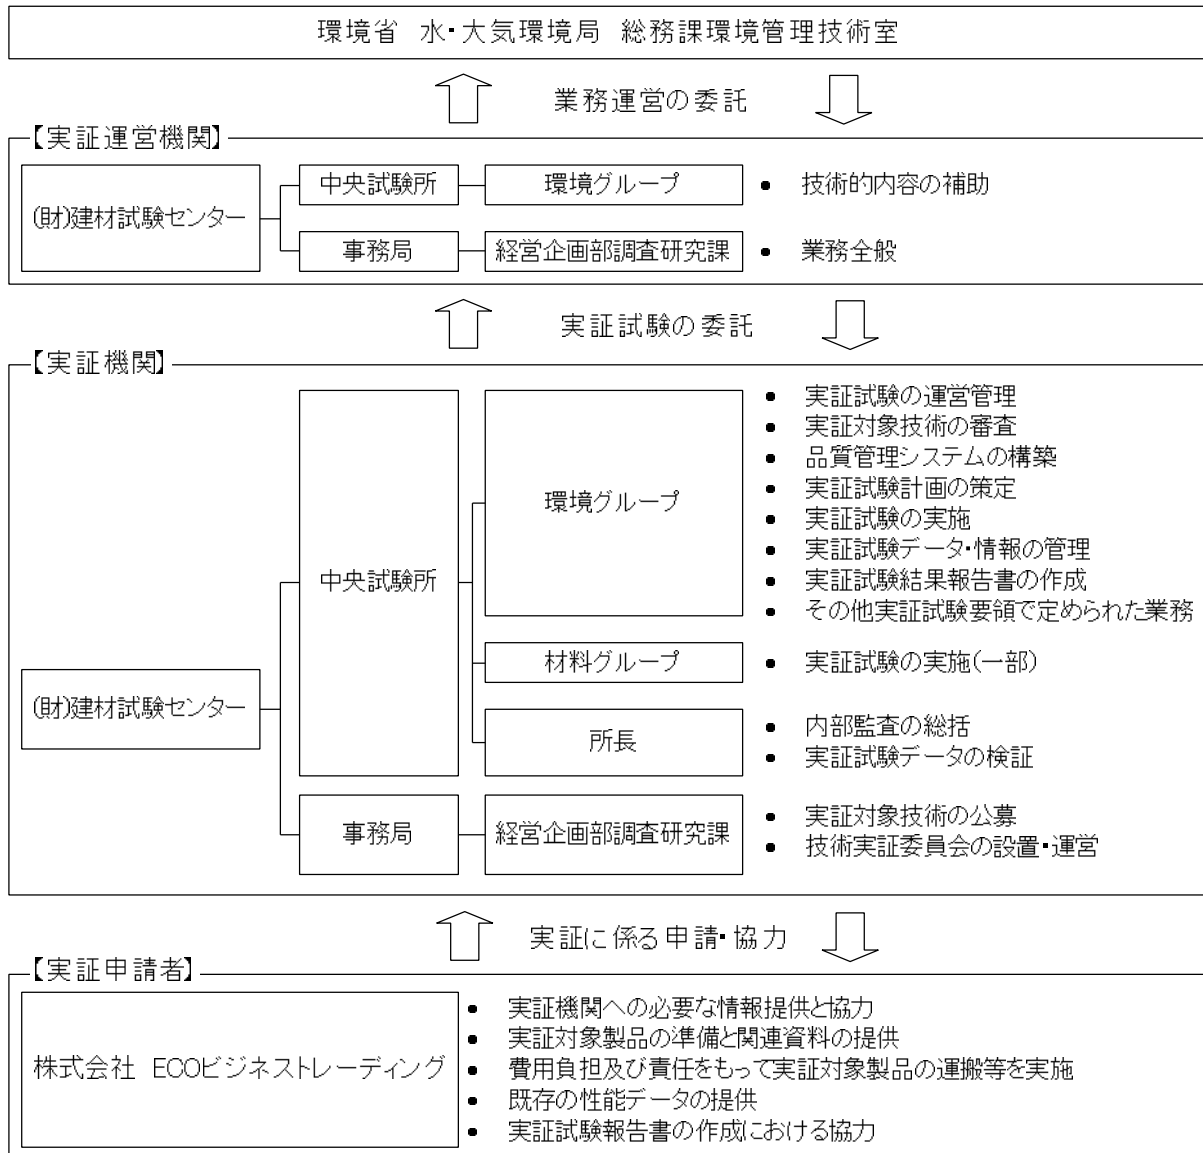 環境省　水・大気環境局　総務課環境管理技術室
業務運営の委託
【実証運営機関】
(財)建材試験センター
中央試験所
環境グループ
● 技術的内容の補助
事務局
経営企画部調査研究課
● 業務全般
実証試験の委託
【実証機関】
(財)建材試験センター
中央試験所
環境グループ
● 実証試験の運営管理
● 実証対象技術の審査
● 品質管理システムの構築
● 実証試験計画の策定
● 実証試験の実施
● 実証試験データ・情報の管理
● 実証試験結果報告書の作成
● その他実証試験要領で定められた業務
材料グループ
● 実証試験の実施(一部)
所長
● 内部監査の総括
● 実証試験データの検証
事務局
経営企画部調査研究課
● 実証対象技術の公募
● 技術実証委員会の設置・運営
実証に係る申請・協力
【実証申請者】
株式会社　ECOビジネストレーディング
● 実証機関への必要な情報提供と協力
● 実証対象製品の準備と関連資料の提供
● 費用負担及び責任をもって実証対象製品の運搬等を実施
● 既存の性能データの提供
● 実証試験報告書の作成における協力